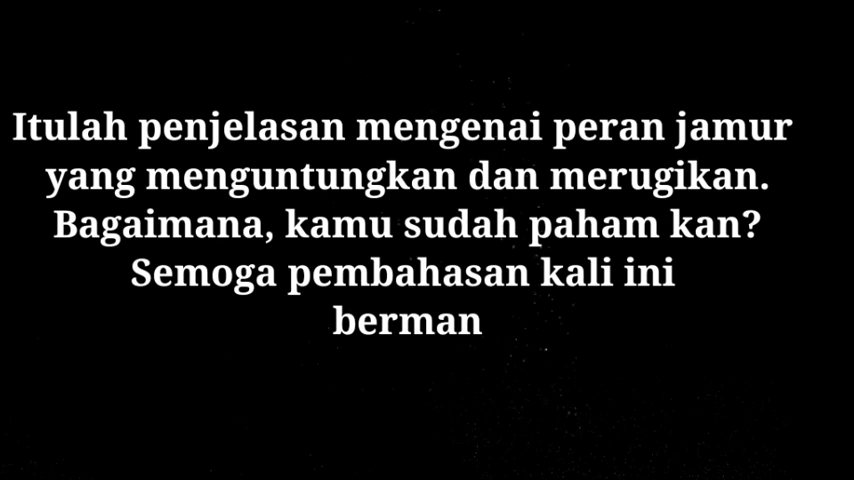 Itulah penjelasan mengenai peran jamur
yang menguntungkan dan merugikan.
Bagaimana, kamu sudah paham kan?
Semoga pembahasan kali ini
berman